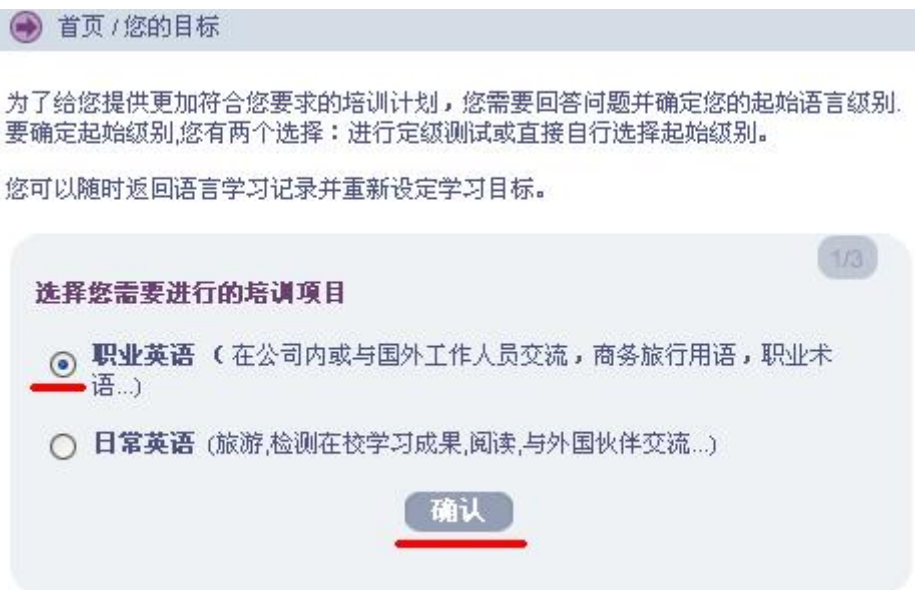 首页 / 您的目标
为了给您提供更加符合您要求的培训计划，您需要回答问题并确定您的起始语言级别.
要确定起始级别,您有两个选择：进行定级测试或直接自行选择起始级别。
您可以随时返回语言学习记录并重新设定学习目标。
1/3
选择您需要进行的培训项目
职业英语 （ 在公司内或与国外工作人员交流，商务旅行用语，职业术
语...)
日常英语 (旅游,检测在校学习成果,阅读,与外国伙伴交流...)
确认